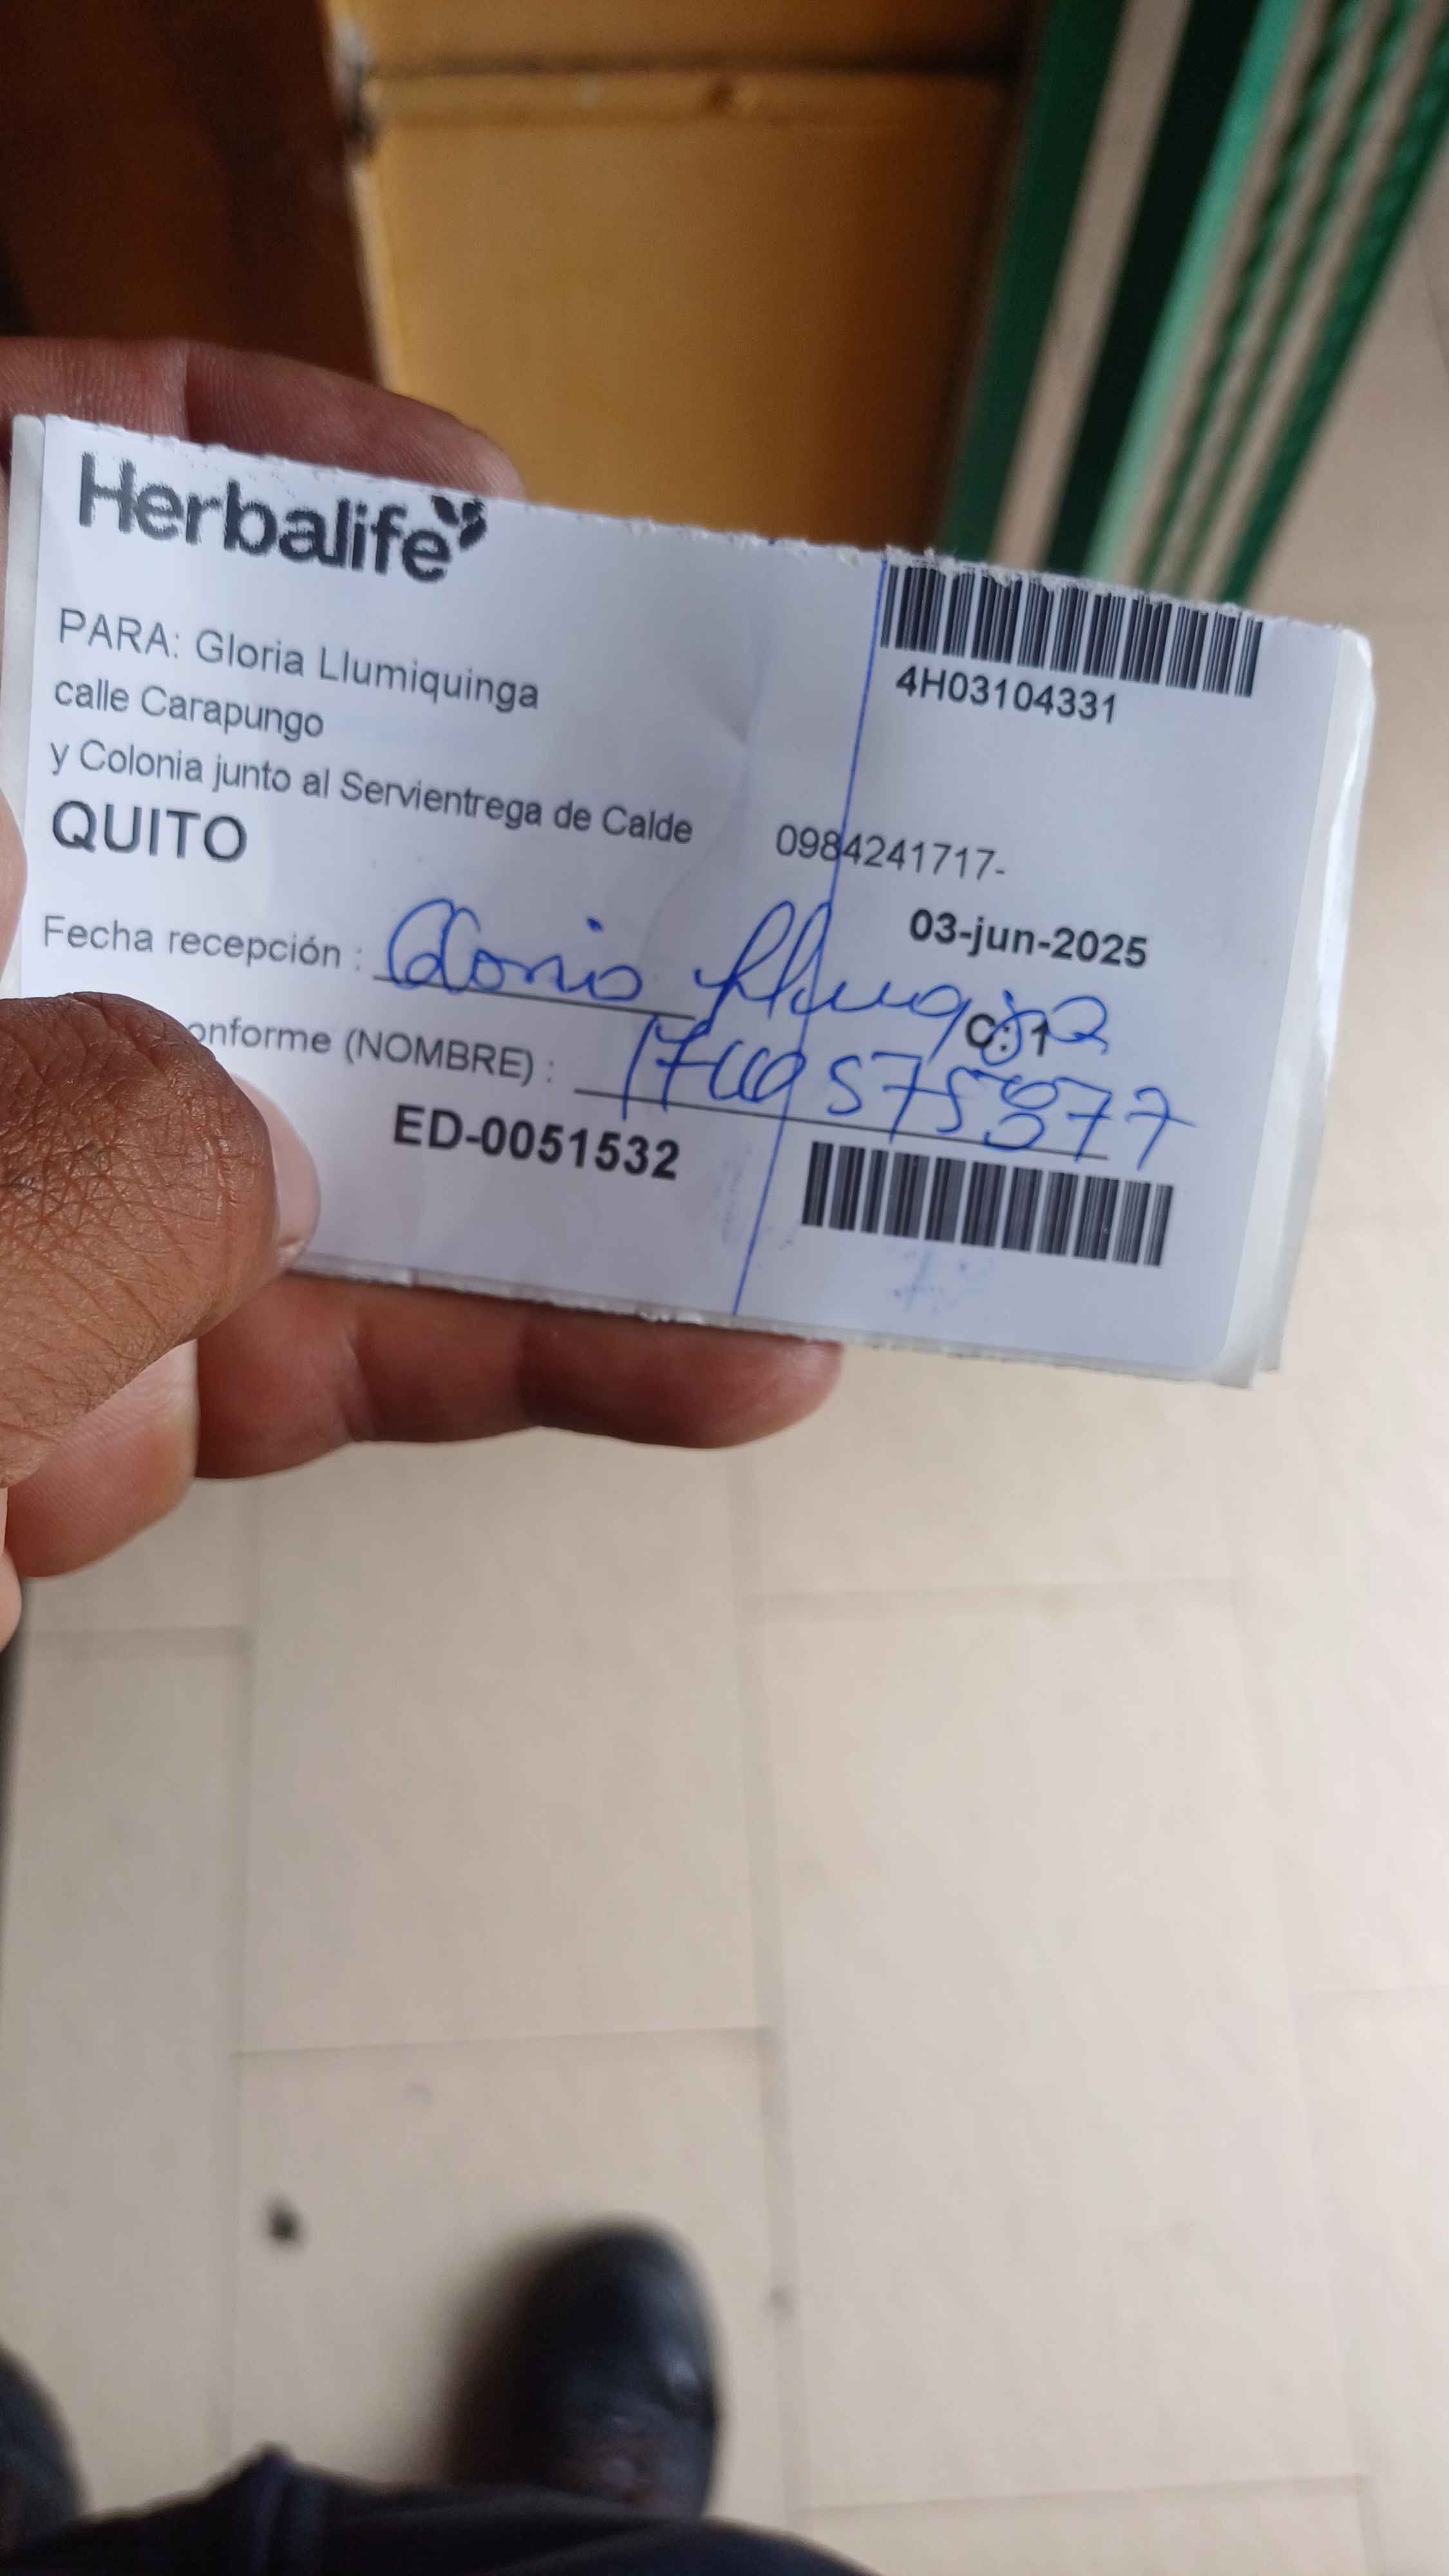 Herbalife
4H03104331
PARA: Gloria Llumiquinga
calle Carapungo
y Colonia junto al Servientrega de Calde
0984241717-
QUITO
03-jun-2025
Fecha recepción : Gloria
C: 1
onforme (NOMBRE) :
ED-0051532